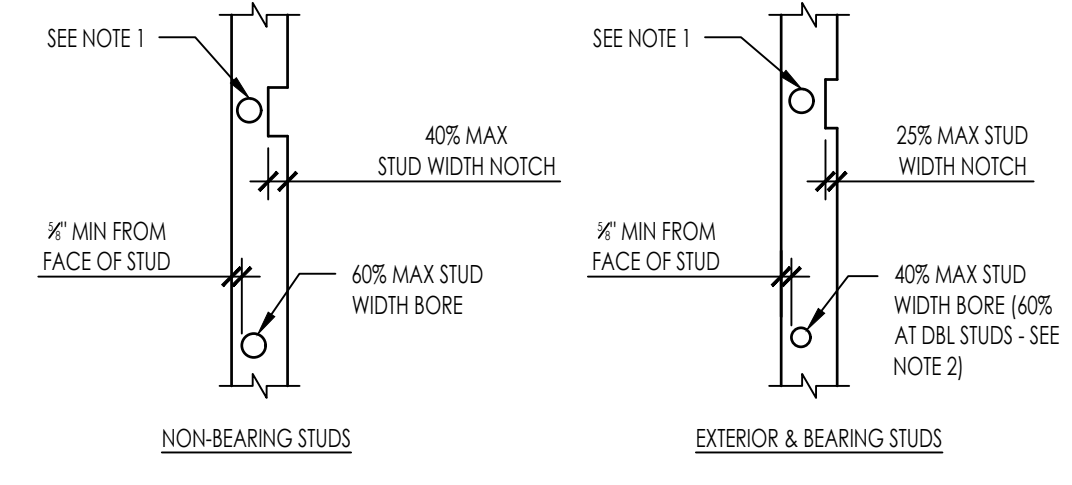 SEE NOTE 1
40% MAX
STUD WIDTH NOTCH
⅝" MIN FROM
FACE OF STUD
60% MAX STUD
WIDTH BORE
NON-BEARING STUDS
SEE NOTE 1
25% MAX STUD
WIDTH NOTCH
⅝" MIN FROM
FACE OF STUD
40% MAX STUD
WIDTH BORE (60%
AT DBL STUDS - SEE
NOTE 2)
EXTERIOR & BEARING STUDS